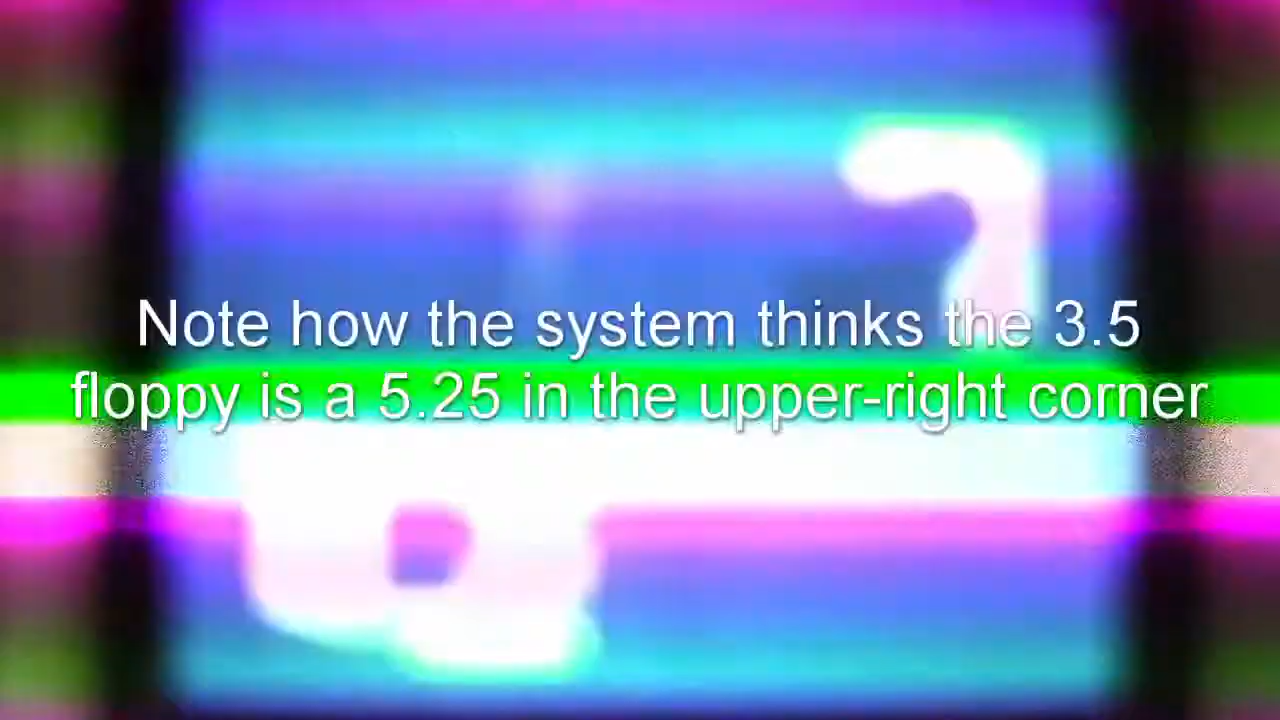 Note how the system thinks the 3.5
floppy is a 5.25 in the upper-right corner